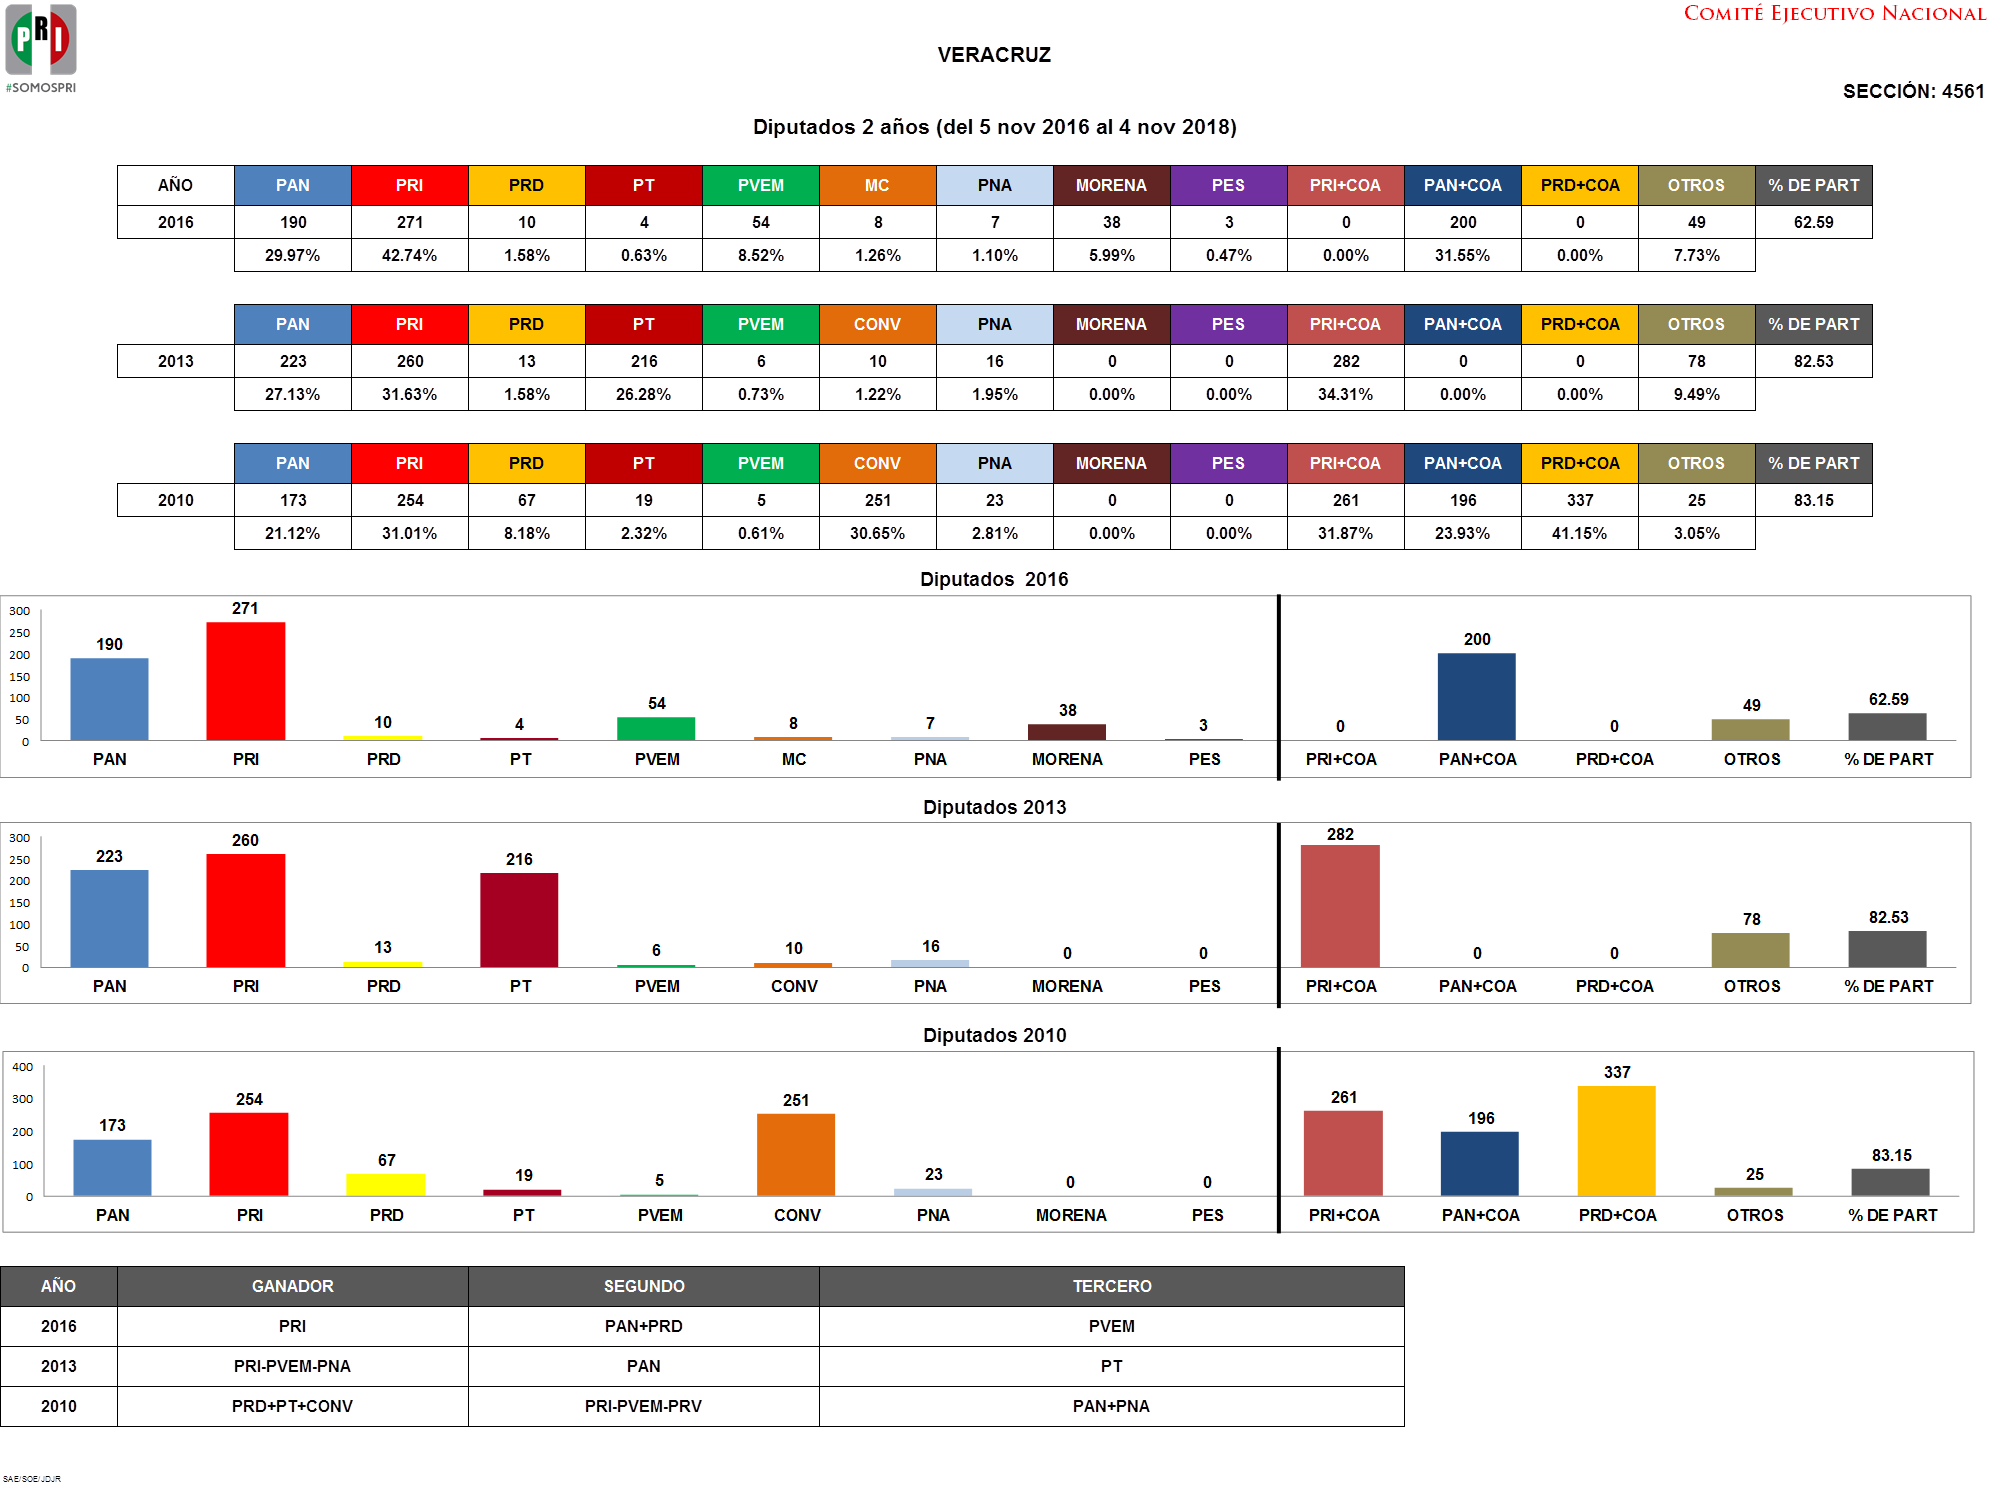 PRI
#SOMOSPRI
COMITÉ EJECUTIVO NACIONAL
VERACRUZ
SECCIÓN: 4561
Diputados 2 años (del 5 nov 2016 al 4 nov 2018)
AÑO PAN PRI PRD PT PVEM MC PNA MORENA PES PRI+COA PAN+COA PRD+COA OTROS % DE PART
2016 190 271 10 4 54 8 7 38 3 0 200 0 49 62.59
29.97% 42.74% 1.58% 0.63% 8.52% 1.26% 1.10% 5.99% 0.47% 0.00% 31.55% 0.00% 7.73%
PAN PRI PRD PT PVEM CONV PNA MORENA PES PRI+COA PAN+COA PRD+COA OTROS % DE PART
2013 223 260 13 216 6 10 16 0 0 282 0 0 78 82.53
27.13% 31.63% 1.58% 26.28% 0.73% 1.22% 1.95% 0.00% 0.00% 34.31% 0.00% 0.00% 9.49%
PAN PRI PRD PT PVEM CONV PNA MORENA PES PRI+COA PAN+COA PRD+COA OTROS % DE PART
2010 173 254 67 19 5 251 23 0 0 261 196 337 25 83.15
21.12% 31.01% 8.18% 2.32% 0.61% 30.65% 2.81% 0.00% 0.00% 31.87% 23.93% 41.15% 3.05%
Diputados 2016
300
250
200
150
100
50
0
190 271 10 4 54 8 7 38 3 0 200 0 49 62.59
PAN PRI PRD PT PVEM MC PNA MORENA PES PRI+COA PAN+COA PRD+COA OTROS % DE PART
Diputados 2013
300
250
200
150
100
50
0
223 260 13 216 6 10 16 0 0 282 0 0 78 82.53
PAN PRI PRD PT PVEM CONV PNA MORENA PES PRI+COA PAN+COA PRD+COA OTROS % DE PART
Diputados 2010
400
300
200
100
0
173 254 67 19 5 251 23 0 0 261 196 337 25 83.15
PAN PRI PRD PT PVEM CONV PNA MORENA PES PRI+COA PAN+COA PRD+COA OTROS % DE PART
AÑO GANADOR SEGUNDO TERCERO
2016 PRI PAN+PRD PVEM
2013 PRI-PVEM-PNA PAN PT
2010 PRD+PT+CONV PRI-PVEM-PRV PAN+PNA
SAE/SOE/JDJR